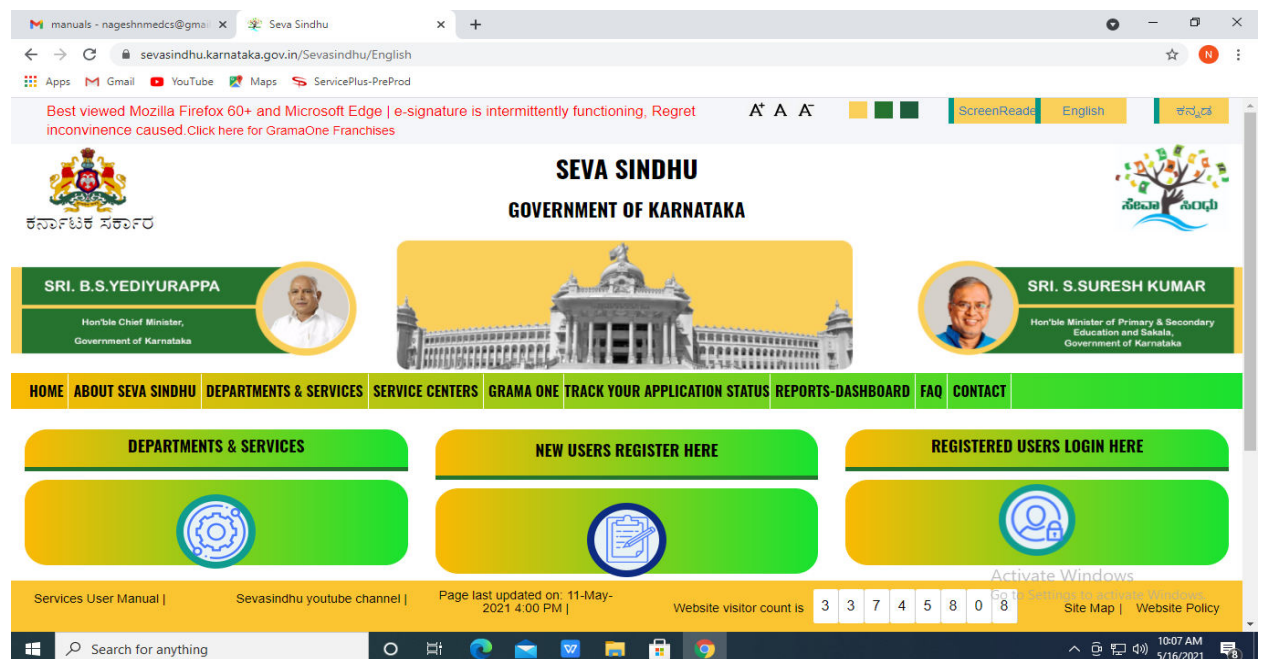 manuals - nageshnmedcs@gmai
Seva Sindhu
sevasindhu.karnataka.gov.in/Sevasindhu/English
N
Apps Gmail YouTube Maps ServicePlus-PreProd
Best viewed Mozilla Firefox 60+ and Microsoft Edge | e-signature is intermittently functioning, Regret
inconvinence caused.Click here for GramaOne Franchises
A+ A A-
ScreenReade English ಕನ್ನಡ
SEVA SINDHU
GOVERNMENT OF KARNATAKA
ಕರ್ನಾಟಕ ಸರ್ಕಾರ
ಸೇವಾ ಸಿಂಧು
SRI. B.S.YEDIYURAPPA
Hon'ble Chief Minister,
Government of Karnataka
SRI. S.SURESH KUMAR
Hon'ble Minister of Primary & Secondary
Education and Sakala,
Government of Karnataka
HOME ABOUT SEVA SINDHU DEPARTMENTS & SERVICES SERVICE CENTERS GRAMA ONE TRACK YOUR APPLICATION STATUS REPORTS-DASHBOARD FAQ CONTACT
DEPARTMENTS & SERVICES
NEW USERS REGISTER HERE
REGISTERED USERS LOGIN HERE
Activate Windows
Go to Settings to activate Windows.
Services User Manual | Sevasindhu youtube channel |
Page last updated on: 11-May-
2021 4:00 PM |
Website visitor count is 3 3 7 4 5 8 0 8
Site Map | Website Policy
Search for anything
10:07 AM
5/16/2021
8